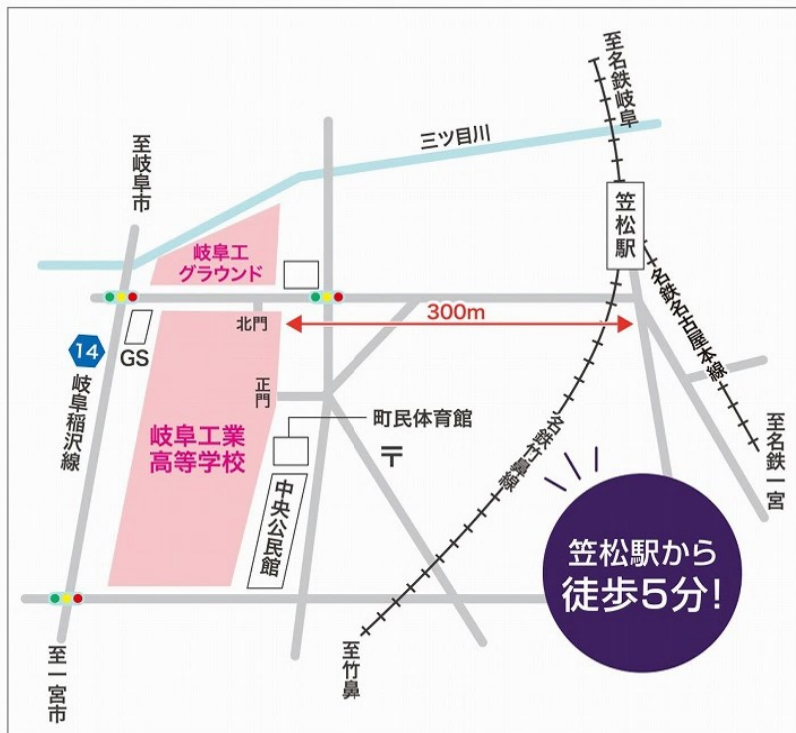 至名鉄岐阜
三ツ目川
至岐阜市
笠松駅
岐阜工
グラウンド
名鉄名古屋本線
300m
北門
14
GS
岐阜稲沢線
正門
町民体育館
岐阜工業
高等学校
〒
名鉄竹鼻線
至名鉄一宮
中央公民館
笠松駅から
徒歩5分!
至一宮市
至竹鼻